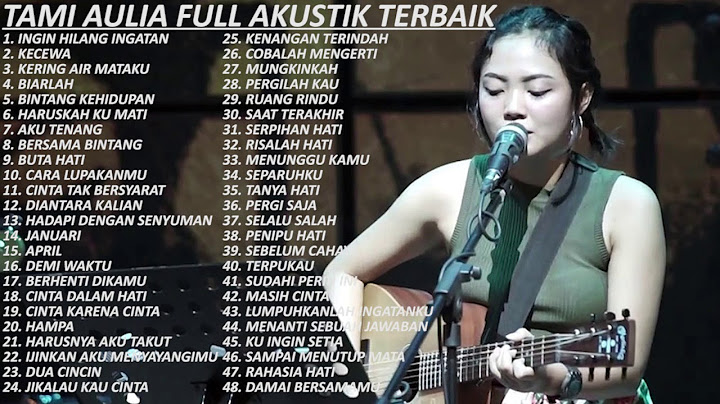 TAMI AULIA FULL AKUSTIK TERBAIK
1. INGIN HILANG INGATAN
2. KECEWA
3. KERING AIR MATAKU
4. BIARLAH
5. BINTANG KEHIDUPAN
6. HARUSKAH KU MATI
7. AKU TENANG
8. BERSAMA BINTANG
9. BUTA HATI
10. CARA LUPAKANMU
11. CINTA TAK BERSYARAT
12. DIANTARA KALIAN
13. HADAPI DENGAN SENYUMAN
14. JANUARI
15. APRIL
16. DEMI WAKTU
17. BERHENTI DIKAMU
18. CINTA DALAM HATI
19. CINTA KARENA CINTA
20. HAMPA
21. HARUSNYA AKU TAKUT
22. IJINKAN AKU MENYAYANGIMU
23. DUA CINCIN
24. JIKALAU KAU CINTA
25. KENANGAN TERINDAH
26. COBALAH MENGERTI
27. MUNGKINKAH
28. PERGILAH KAU
29. RUANG RINDU
30. SAAT TERAKHIR
31. SERPIHAN HATI
32. RISALAH HATI
33. MENUNGGU KAMU
34. SEPARUHKU
35. TANYA HATI
36. PERGI SAJA
37. SELALU SALAH
38. PENIPU HATI
39. SEBELUM
40. TERPUKAU
41. SUDAHI INI
42. MASIH CINTA
43. LUMPUHKANLAH INGATANKU
44. MENANTI SEBUAH JAWABAN
45. KU INGIN SETIA
46. SAMPAI MENUTUP MATA
47. RAHASIA HATI
48. DAMAI BERSAMAMU